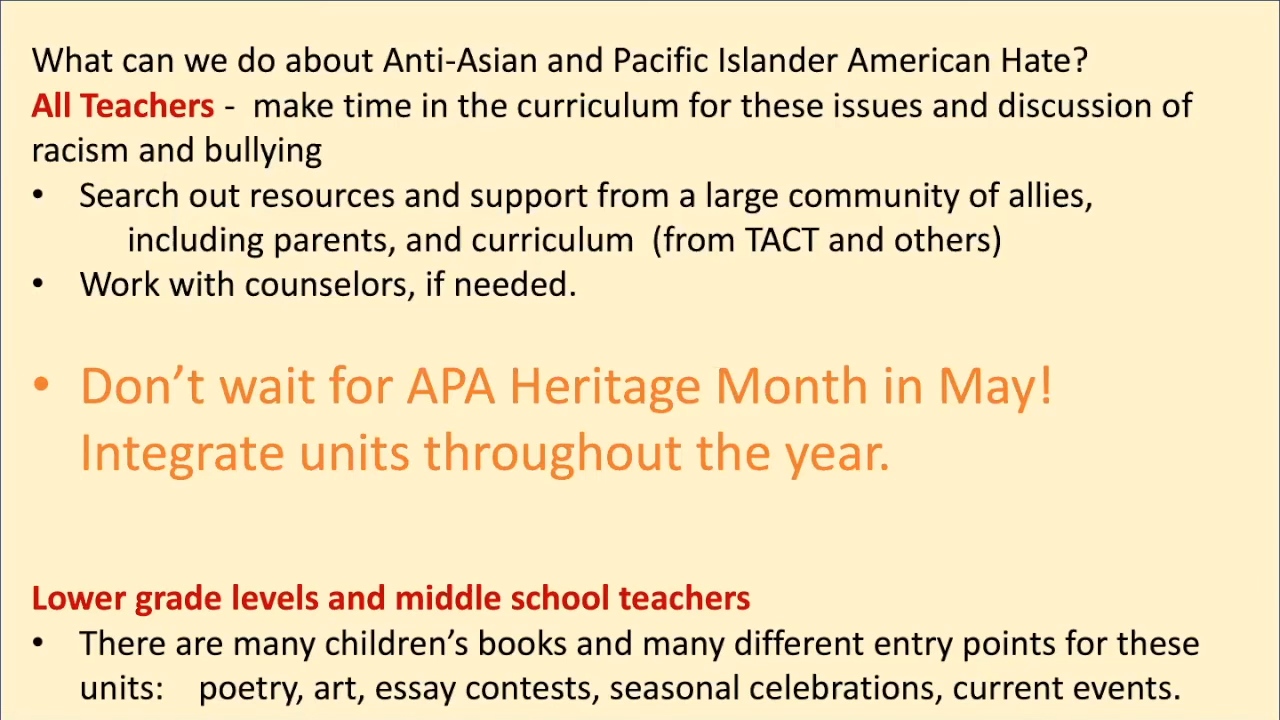 What can we do about Anti-Asian and Pacific Islander American Hate?
All Teachers - make time in the curriculum for these issues and discussion of
racism and bullying
• Search out resources and support from a large community of allies,
including parents, and curriculum (from TACT and others)
• Work with counselors, if needed.
• Don’t wait for APA Heritage Month in May!
Integrate units throughout the year.
Lower grade levels and middle school teachers
• There are many children’s books and many different entry points for these
units: poetry, art, essay contests, seasonal celebrations, current events.